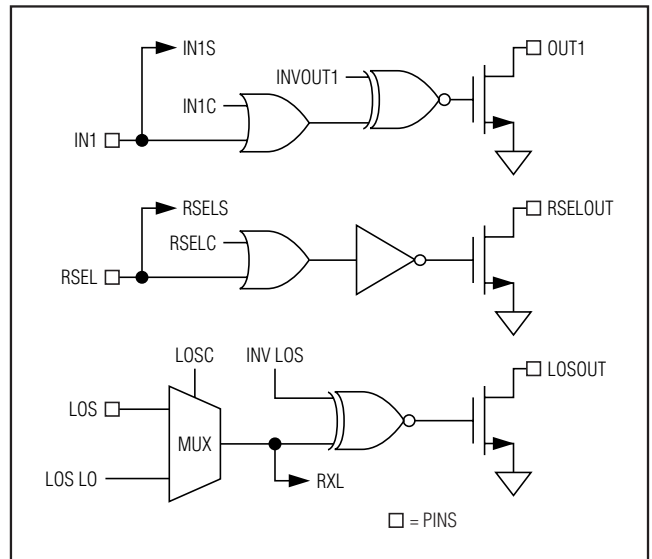 IN1S
OUT1
INVOUT1
IN1C
IN1
RSELS
RSELOUT
RSELC
RSEL
LOSC
INV LOS
LOSOUT
LOS
MUX
LOS LO
RXL
= PINS